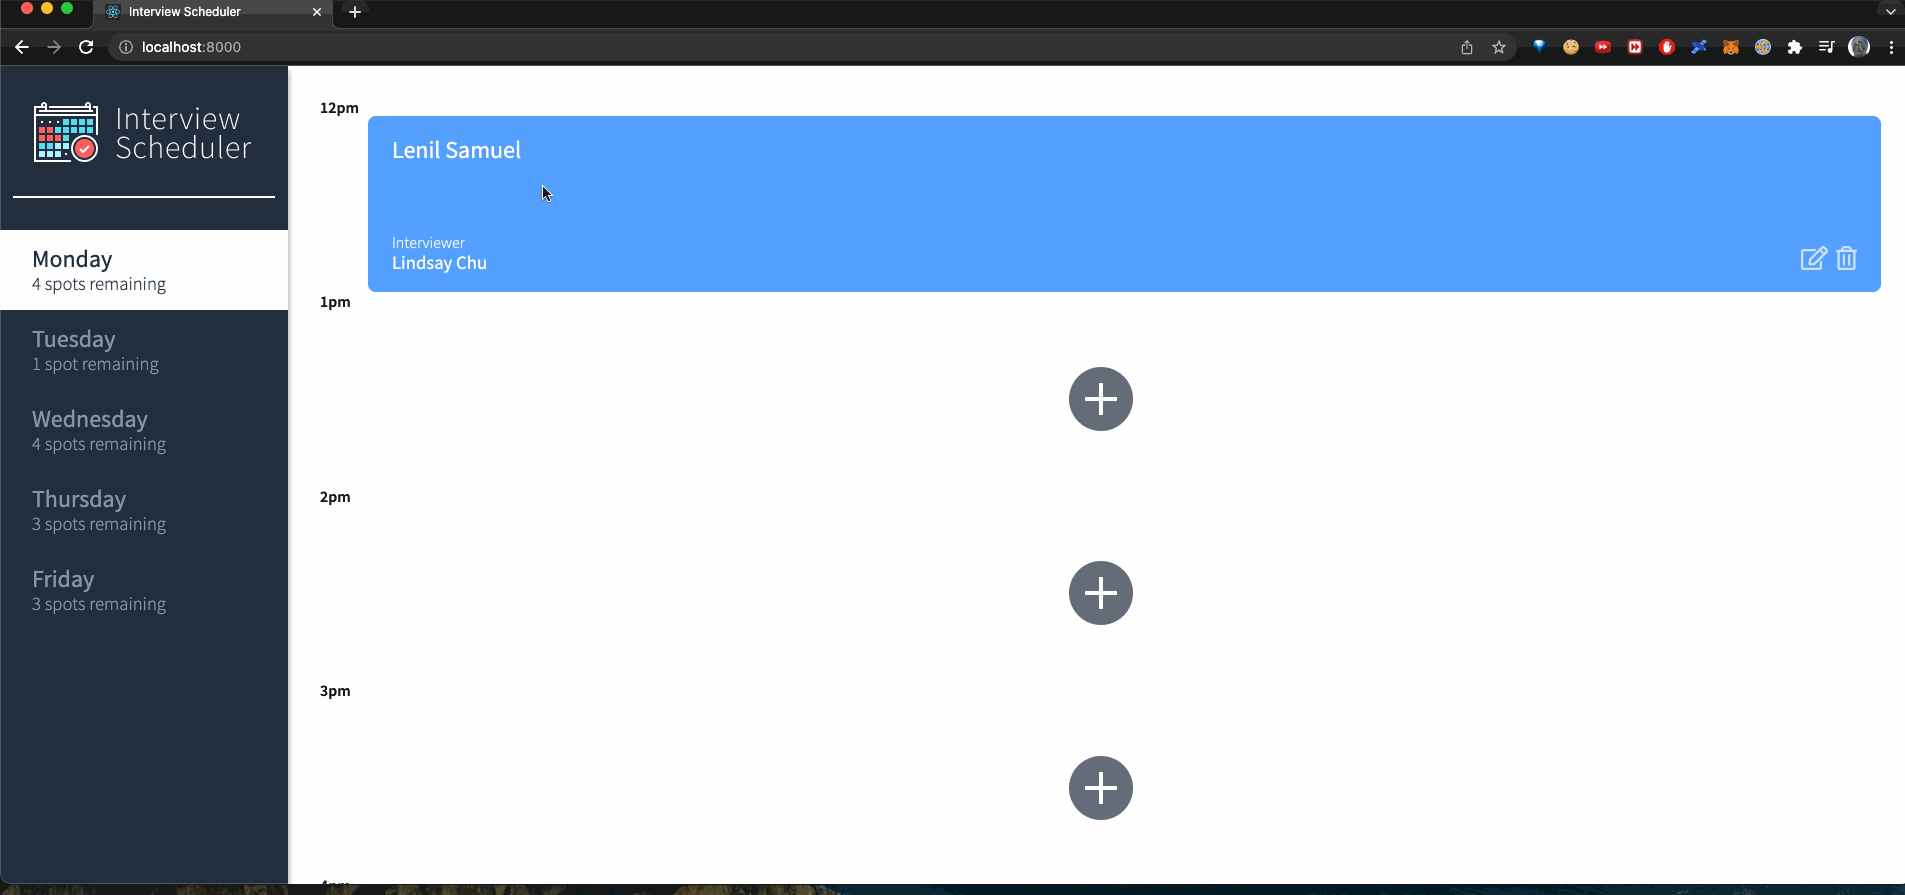 Interview Scheduler
localhost:8000
Interview
Scheduler
Monday
4 spots remaining
Tuesday
1 spot remaining
Wednesday
4 spots remaining
Thursday
3 spots remaining
Friday
3 spots remaining
12pm
Lenil Samuel
Interviewer
Lindsay Chu
1pm
2pm
3pm